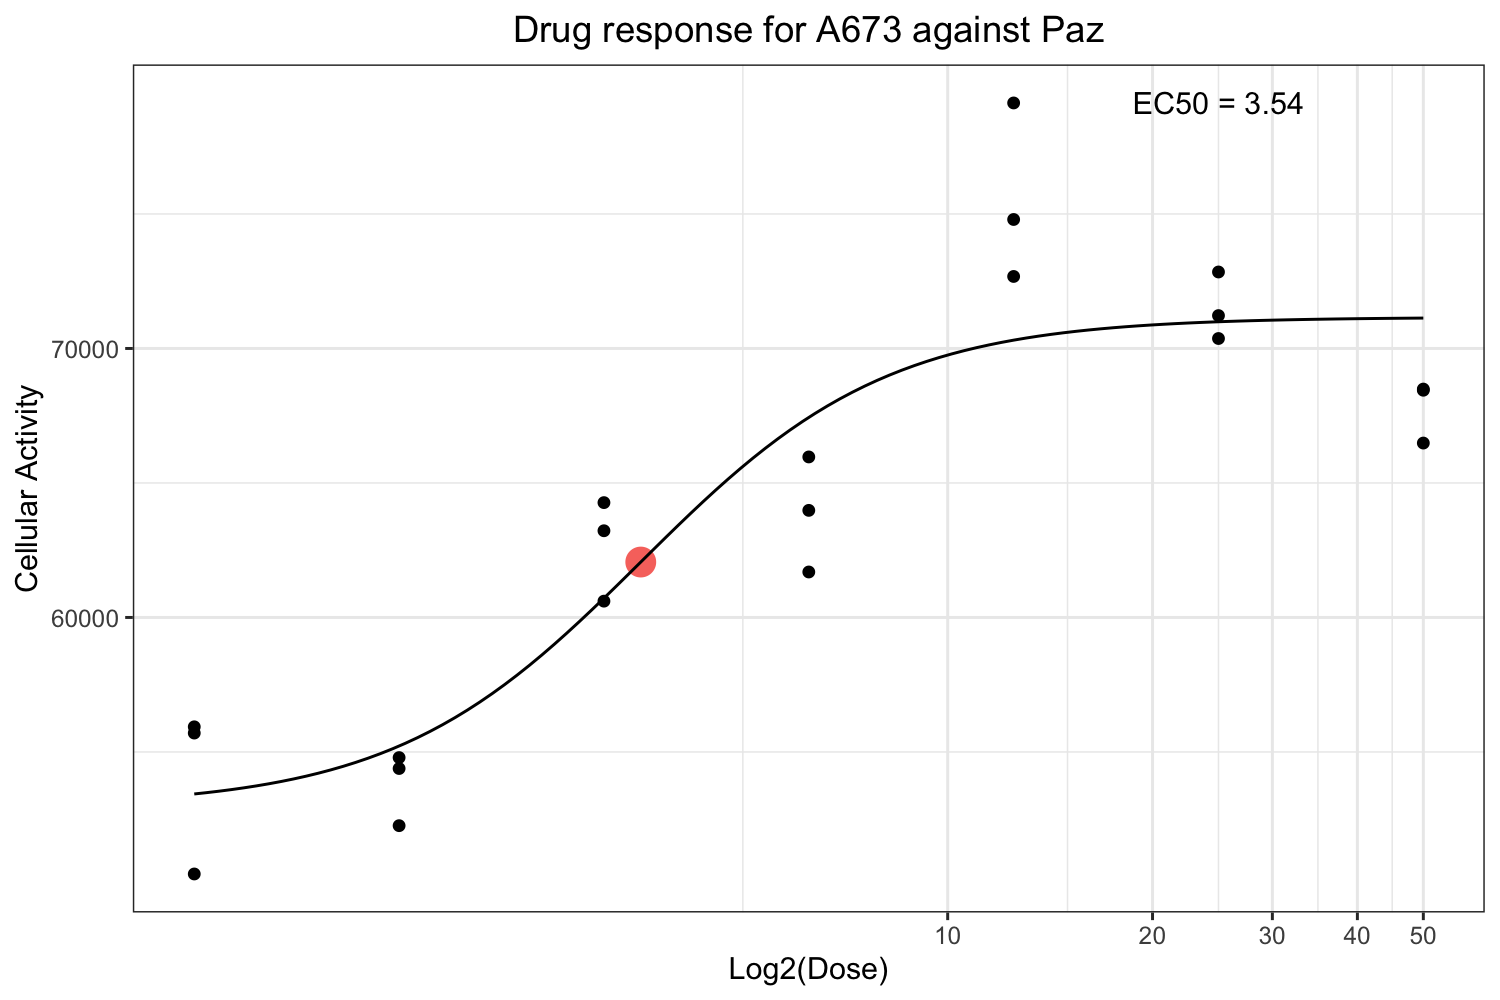 Drug response for A673 against Paz
EC50 = 3.54
Cellular Activity
70000
60000
10 20 30 40 50
Log2(Dose)